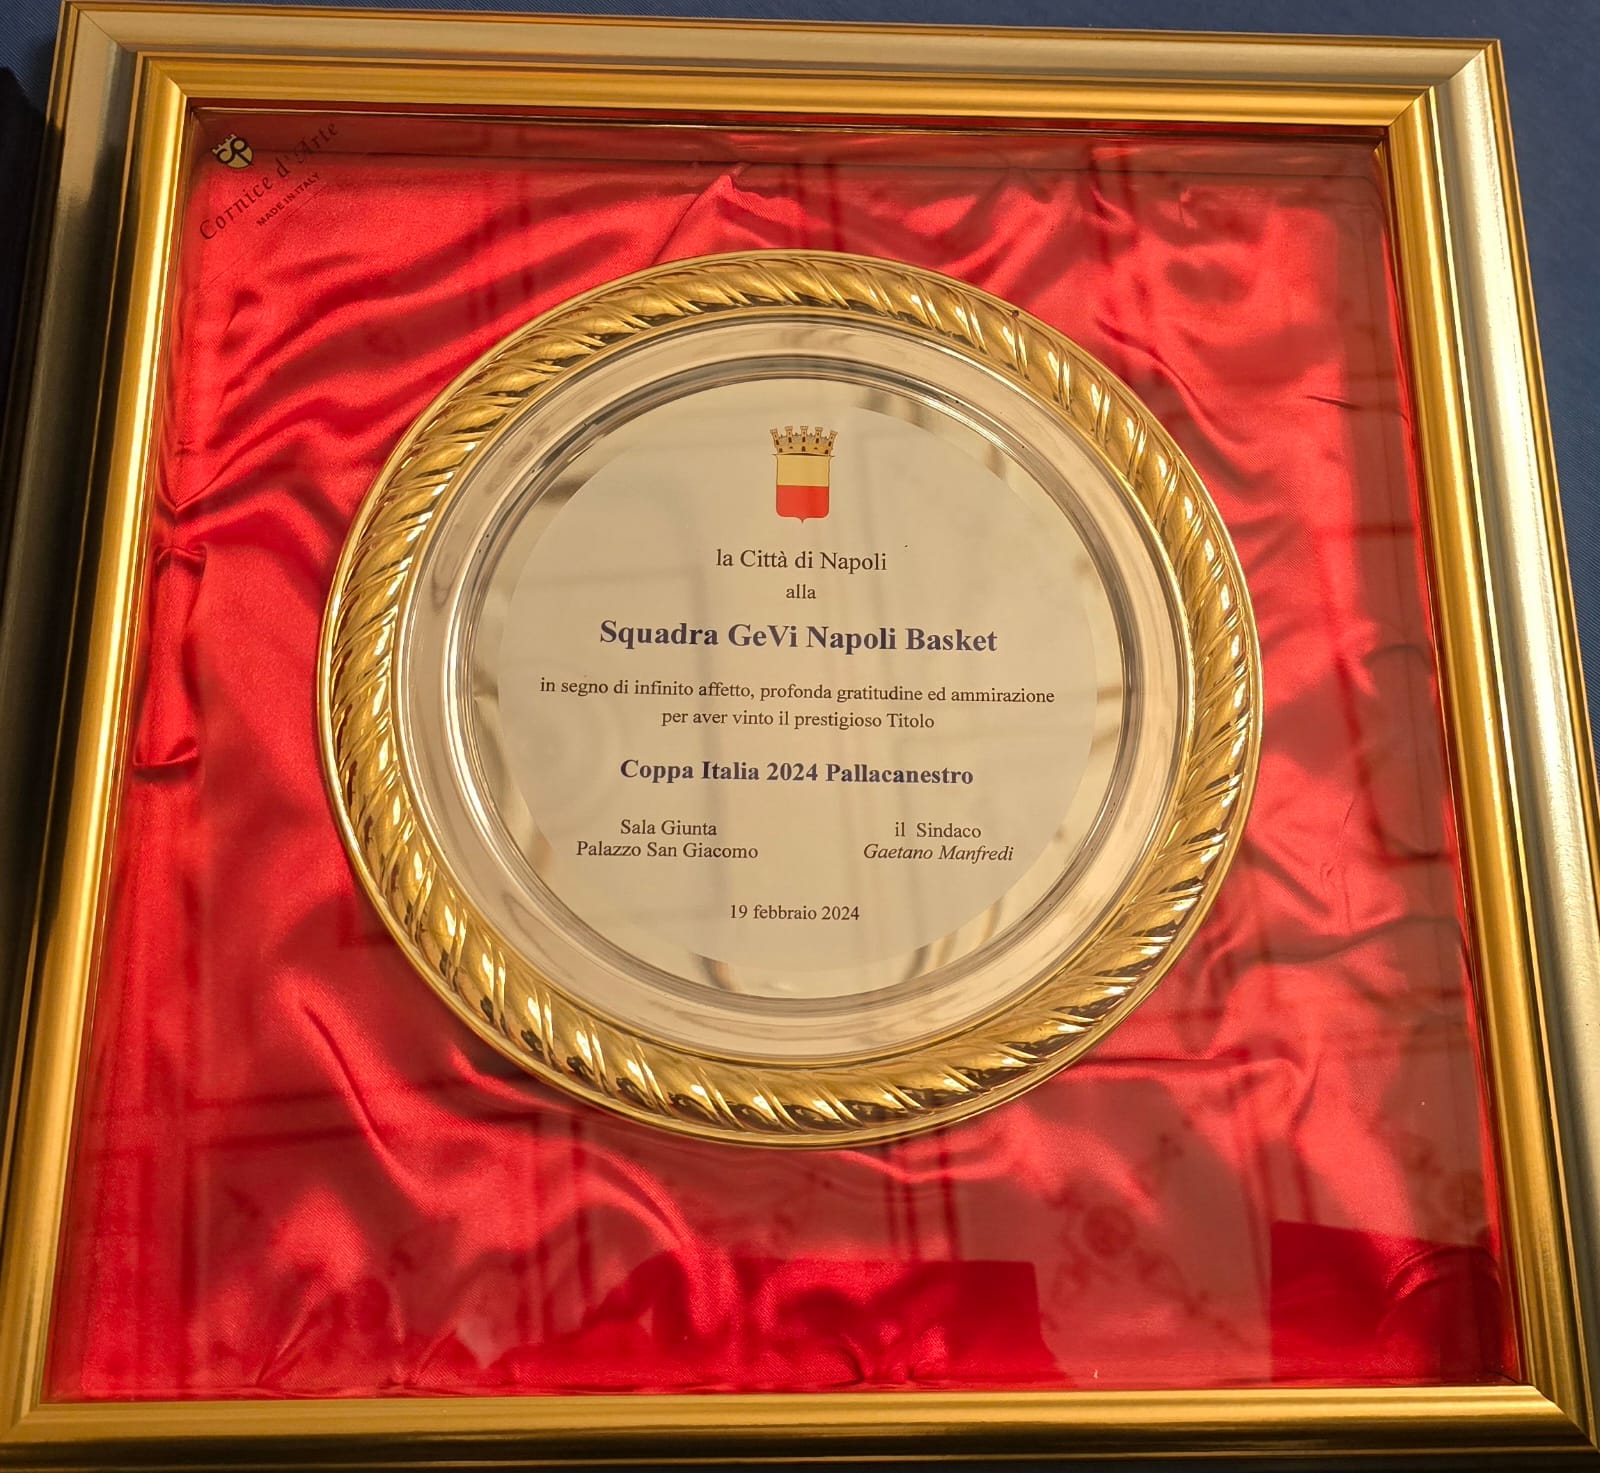 Cornice d'Arte
MADE IN ITALY
la Città di Napoli
alla
Squadra GeVi Napoli Basket
in segno di infinito affetto, profonda gratitudine ed ammirazione
per aver vinto il prestigioso Titolo
Coppa Italia 2024 Pallacanestro
Sala Giunta
Palazzo San Giacomo
il Sindaco
Gaetano Manfredi
19 febbraio 2024